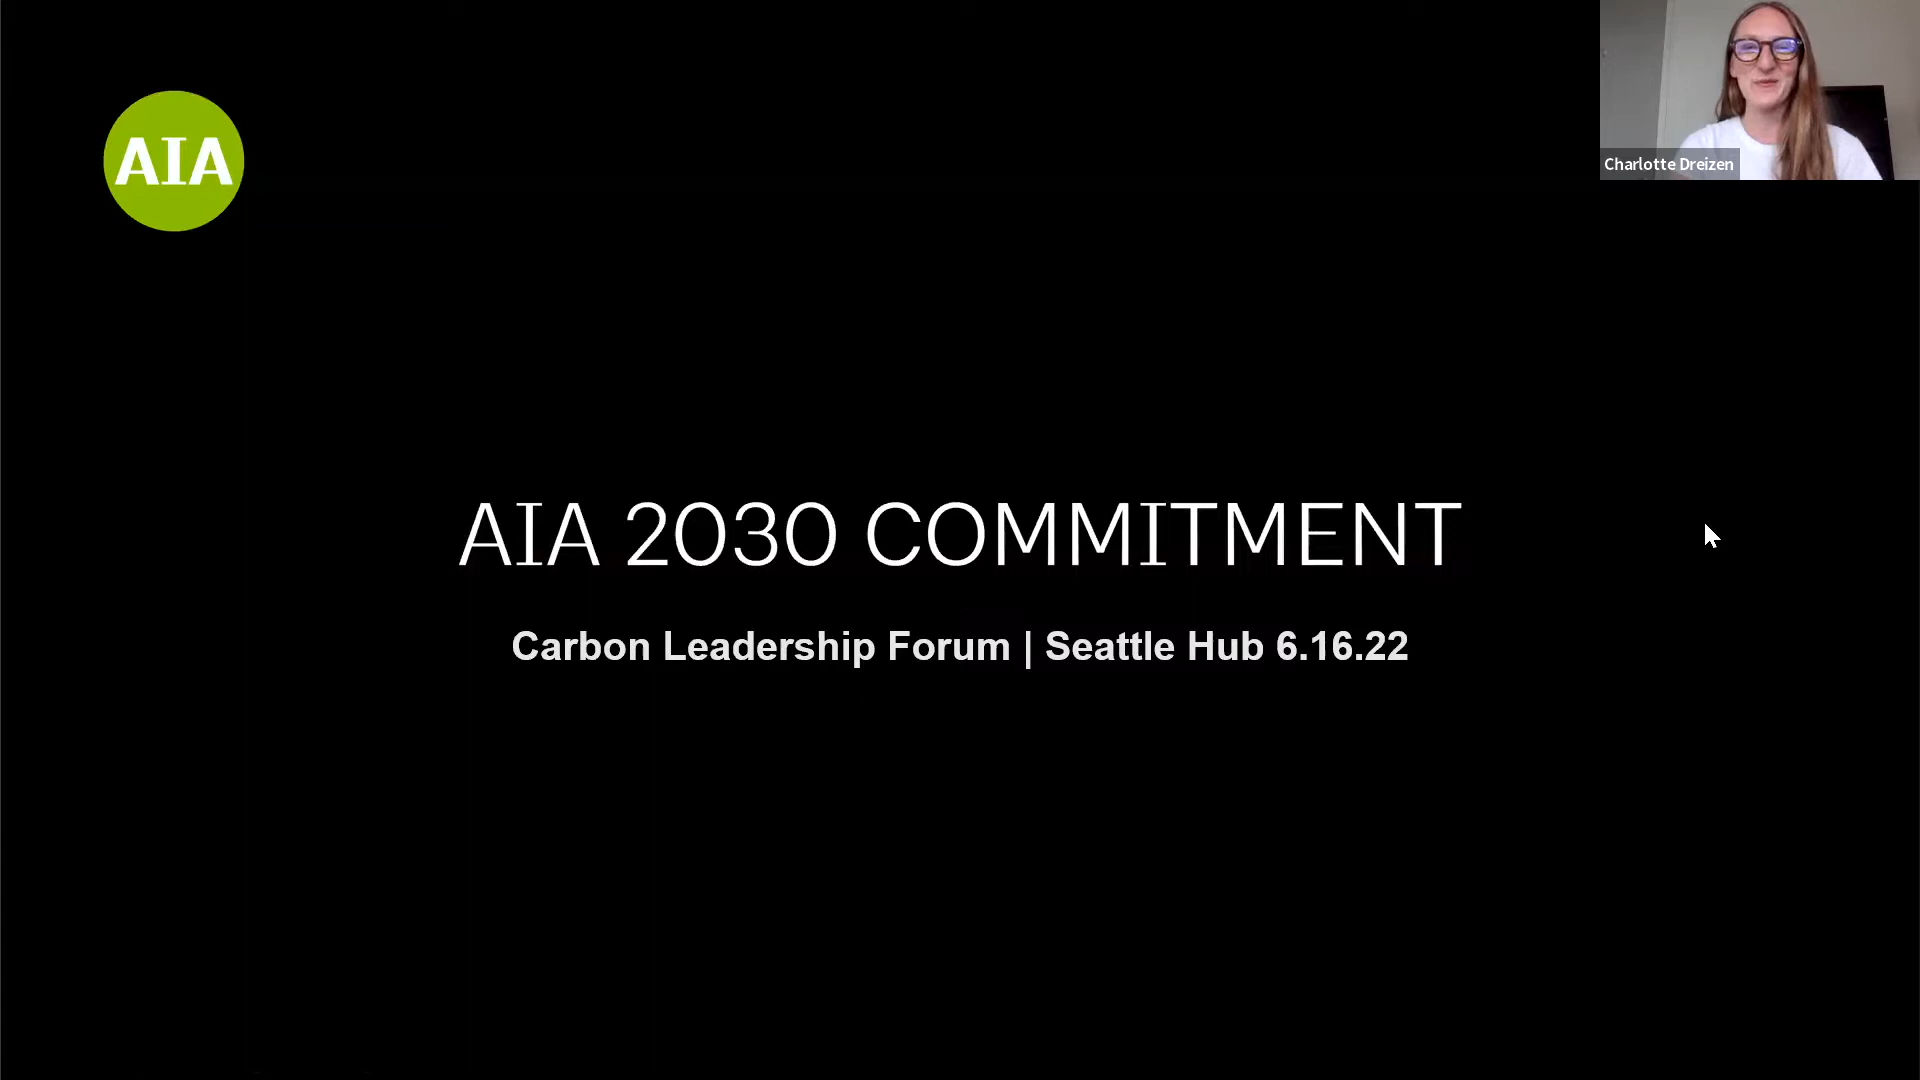 AIA
Charlotte Dreizen
AIA 2030 COMMITMENT
Carbon Leadership Forum | Seattle Hub 6.16.22